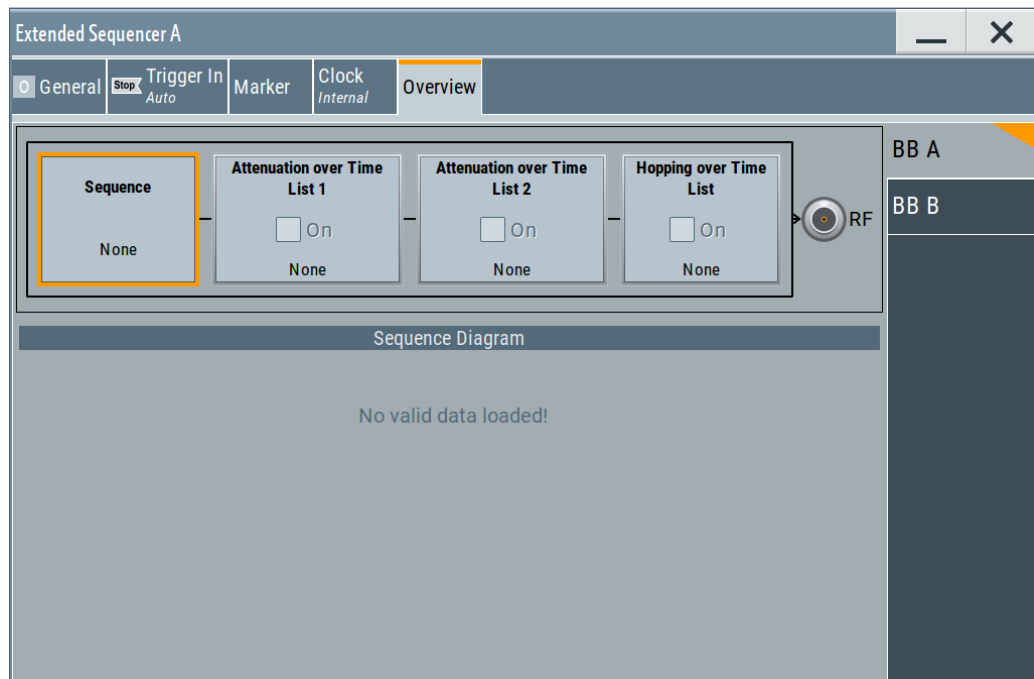 Extended Sequencer A
General
Stop
Trigger In
Auto
Marker
Clock
Internal
Overview
BB A
BB B
Sequence
None
Attenuation over Time
List 1
On
None
Attenuation over Time
List 2
On
None
Hopping over Time
List
On
None
RF
Sequence Diagram
No valid data loaded!